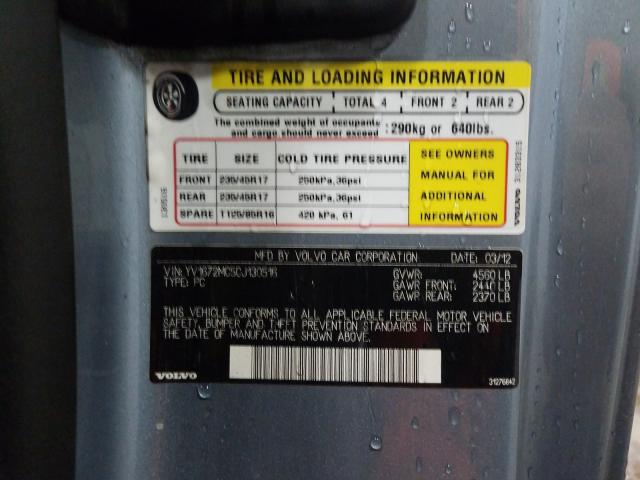 TIRE AND LOADING INFORMATION
SEATING CAPACITY TOTAL 4 FRONT 2 REAR 2
The combined weight of occupants and cargo should never exceed :290kg or 640lbs.
TIRE SIZE COLD TIRE PRESSURE
FRONT 235/45R17 250kPa,36psi
REAR 235/45R17 250kPa,36psi
SPARE T125/85R16 420 kPa, 61
SEE OWNERS
MANUAL FOR
ADDITIONAL
INFORMATION
VOLVO
MFD BY VOLVO CAR CORPORATION DATE: 03/12
VIN: YV1672MC5CJ130516
TYPE: PC
GVWR: 4560 LB
GAWR FRONT: 2440 LB
GAWR REAR: 2370 LB
THIS VEHICLE CONFORMS TO ALL APPLICABLE FEDERAL MOTOR VEHICLE
SAFETY, BUMPER AND THEFT PREVENTION STANDARDS IN EFFECT ON
THE DATE OF MANUFACTURE SHOWN ABOVE.
VOLVO
31276642